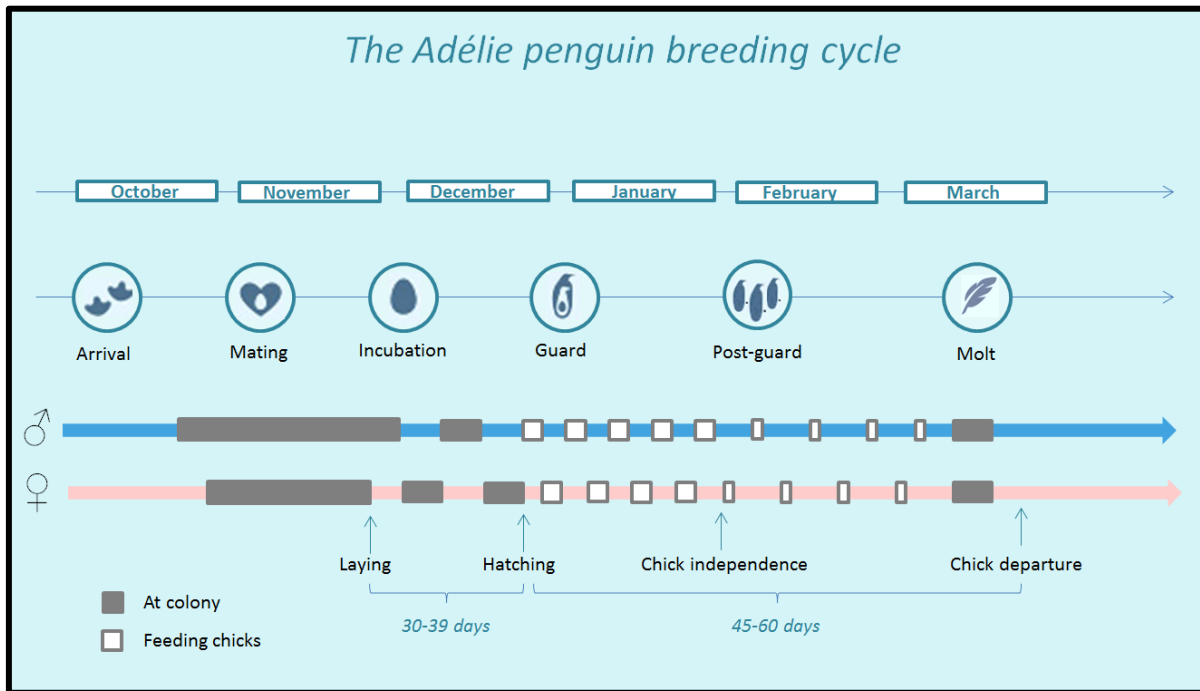 The Adélie penguin breeding cycle
October November December January February March
Arrival Mating Incubation Guard Post-guard Molt
♂
♀
Laying Hatching Chick independence Chick departure
At colony
30-39 days 45-60 days
Feeding chicks